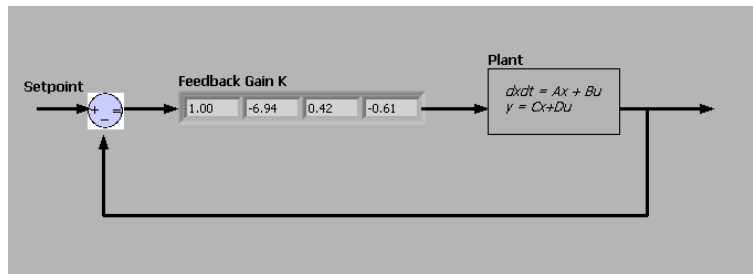 Plant
Setpoint
Feedback Gain K
1.00 -6.94 0.42 -0.61
dxdt = Ax + Bu
y = Cx+Du
+ - =